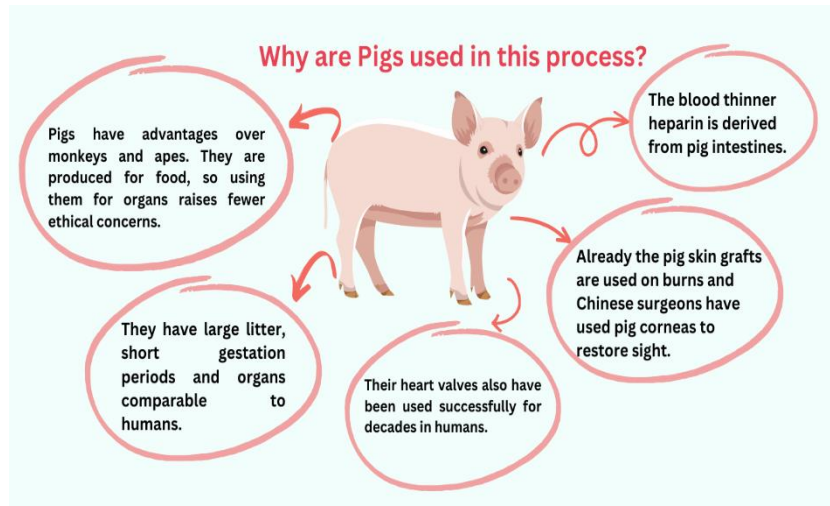 Why are Pigs used in this process?
Pigs have advantages over
monkeys and apes. They are
produced for food, so using
them for organs raises fewer
ethical concerns.
The blood thinner
heparin is derived
from pig intestines.
Already the pig skin grafts
are used on burns and
Chinese surgeons have
used pig corneas to
restore sight.
They have large litter,
short gestation
periods and organs
comparable to
humans.
Their heart valves also have
been used successfully for
decades in humans.